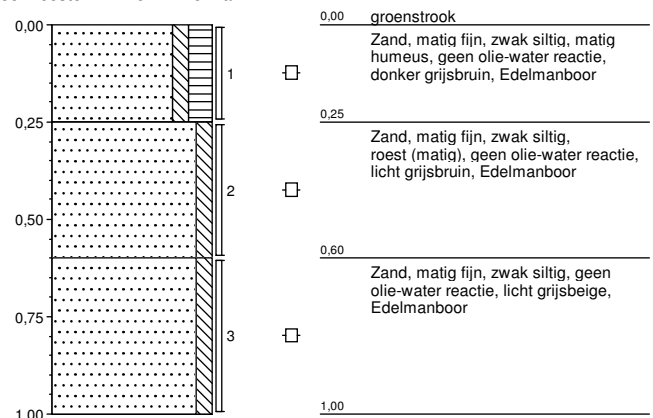 0,00
0,25
0,50
0,75
1,00
1
2
3
0,00 groenstrook
Zand, matig fijn, zwak siltig, matig
humeus, geen olie-water reactie,
donker grijsbruin, Edelmanboor
0,25
Zand, matig fijn, zwak siltig,
roest (matig), geen olie-water reactie,
licht grijsbruin, Edelmanboor
0,60
Zand, matig fijn, zwak siltig, geen
olie-water reactie, licht grijsbeige,
Edelmanboor
1,00